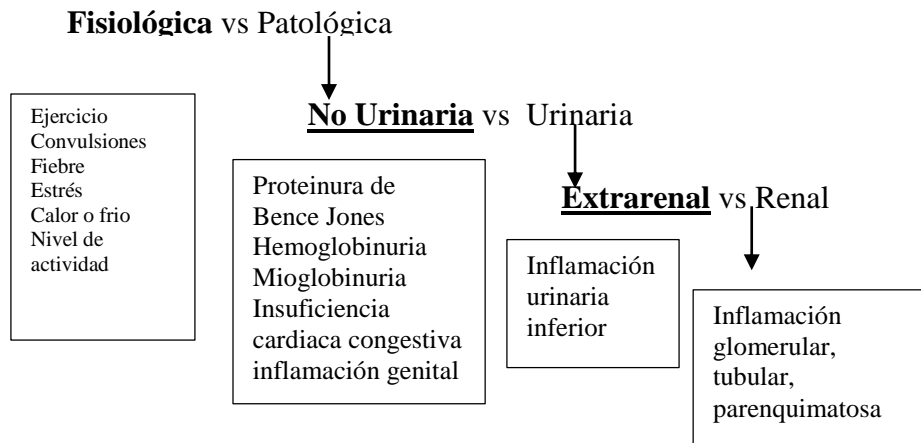 Fisiológica vs Patológica
Ejercicio
Convulsiones
Fiebre
Estrés
Calor o frio
Nivel de
actividad
No Urinaria vs Urinaria
Proteinura de
Bence Jones
Hemoglobinuria
Mioglobinuria
Insuficiencia
cardiaca congestiva
inflamación genital
Extrarenal vs Renal
Inflamación
urinaria
inferior
Inflamación
glomerular,
tubular,
parenquimatosa